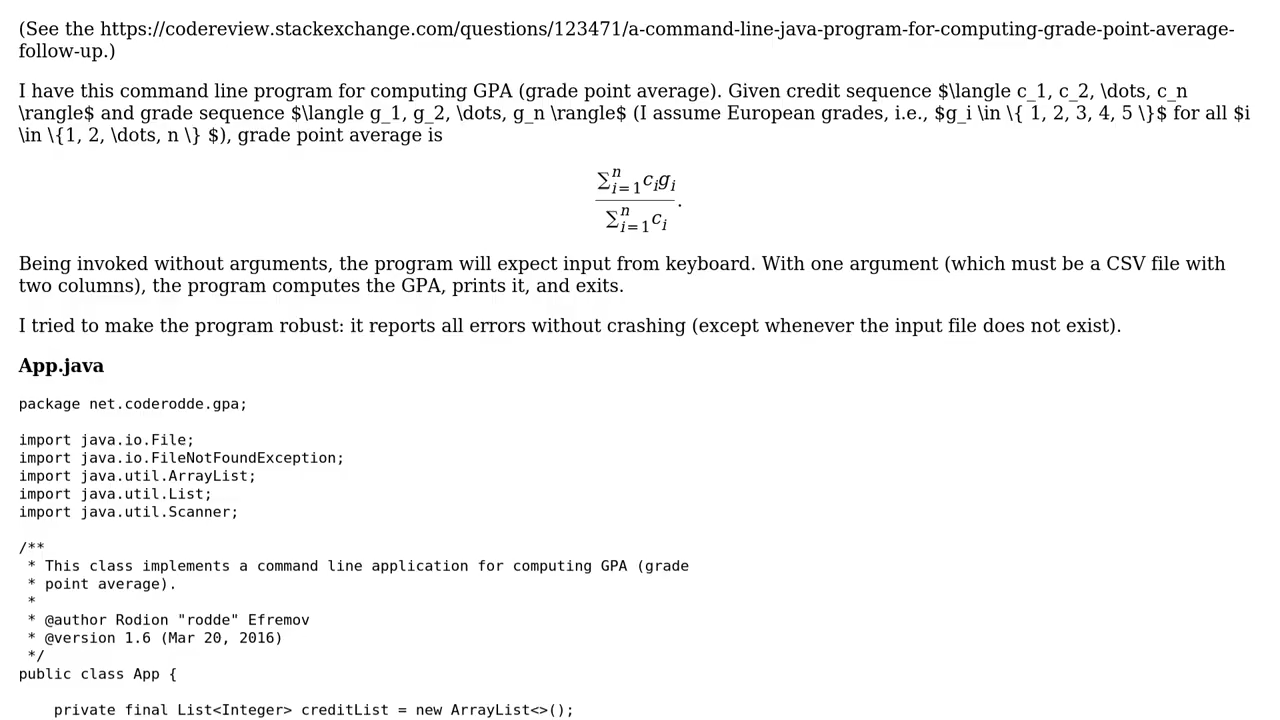 (See the https://codereview.stackexchange.com/questions/123471/a-command-line-java-program-for-computing-grade-point-average-
follow-up.)
I have this command line program for computing GPA (grade point average). Given credit sequence $\langle c_1, c_2, \dots, c_n
\rangle$ and grade sequence $\langle g_1, g_2, \dots, g_n \rangle$ (I assume European grades, i.e., $g_i \in \{ 1, 2, 3, 4, 5 \}$ for all $i
\in \{1, 2, \dots, n \} $), grade point average is
∑ⁿᵢ₌₁ cᵢgᵢ
∑ⁿᵢ₌₁ cᵢ .
Being invoked without arguments, the program will expect input from keyboard. With one argument (which must be a CSV file with
two columns), the program computes the GPA, prints it, and exits.
I tried to make the program robust: it reports all errors without crashing (except whenever the input file does not exist).
App.java
package net.coderodde.gpa;
import java.io.File;
import java.io.FileNotFoundException;
import java.util.ArrayList;
import java.util.List;
import java.util.Scanner;
/**
 * This class implements a command line application for computing GPA (grade
 * point average).
 *
 * @author Rodion "rodde" Efremov
 * @version 1.6 (Mar 20, 2016)
 */
public class App {
    private final List<Integer> creditList = new ArrayList<>();